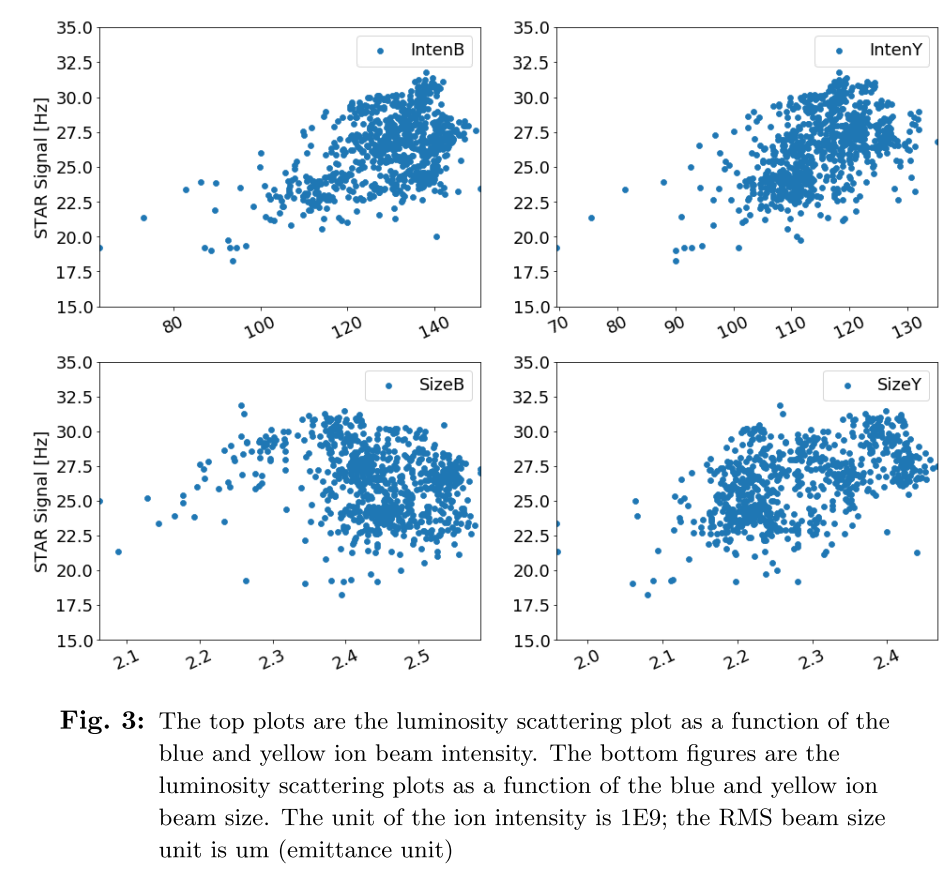 35.0
32.5
30.0
27.5
25.0
22.5
20.0
17.5
15.0
STAR Signal [Hz]
IntenB
80 100 120 140
35.0
32.5
30.0
27.5
25.0
22.5
20.0
17.5
15.0
IntenY
70 80 90 100 110 120 130
35.0
32.5
30.0
27.5
25.0
22.5
20.0
17.5
15.0
STAR Signal [Hz]
SizeB
2.1 2.2 2.3 2.4 2.5
35.0
32.5
30.0
27.5
25.0
22.5
20.0
17.5
15.0
SizeY
2.0 2.1 2.2 2.3 2.4
Fig. 3: The top plots are the luminosity scattering plot as a function of the
blue and yellow ion beam intensity. The bottom figures are the
luminosity scattering plots as a function of the blue and yellow ion
beam size. The unit of the ion intensity is 1E9; the RMS beam size
unit is um (emittance unit)